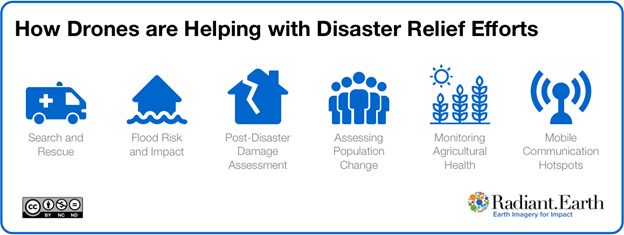 How Drones are Helping with Disaster Relief Efforts
Search and
Rescue
Flood Risk
and Impact
Post-Disaster
Damage
Assessment
Assessing
Population
Change
Monitoring
Agricultural
Health
Mobile
Communication
Hotspots
cc
BY NC ND
Radiant.Earth
Earth Imagery for Impact